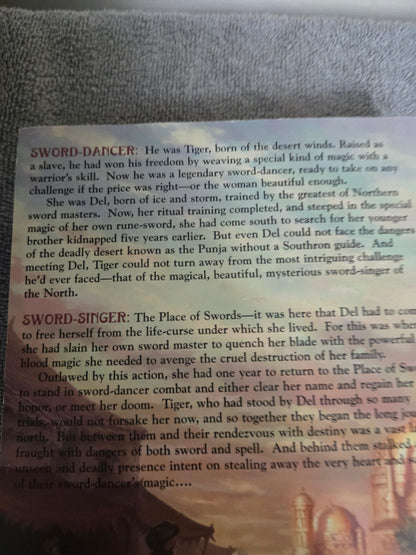 SWORD-DANCER: He was Tiger, born of the desert winds. Raised as
a slave, he had won his freedom by weaving a special kind of magic with a
warrior's skill. Now he was a legendary sword-dancer, ready to take on any
challenge if the price was right—or the woman beautiful enough.
She was Del, born of ice and storm, trained by the greatest of Northern
sword masters. Now, her ritual training completed, and steeped in the special
magic of her own rune-sword, she had come south to search for her younger
brother kidnapped five years earlier. But even Del could not face the dangers
of the deadly desert known as the Punja without a Southron guide. And
meeting Del, Tiger could not turn away from the most intriguing challenge
he'd ever faced—that of the magical, beautiful, mysterious sword-singer of
the North.
SWORD-SINGER: The Place of Swords—it was here that Del had to com
to free herself from the life-curse under which she lived. For this was wha
she had slain her own sword master to quench her blade with the powerful
blood magic she needed to avenge the cruel destruction of her family.
Outlawed by this action, she had one year to return to the Place of Sw
to stand in sword-dancer combat and either clear her name and regain her
honor, or meet her doom. Tiger, who had stood by Del through so many
trials, would not forsake her now, and so together they began the long jou
north. But between them and their rendezvous with destiny was a vast l
fraught with dangers of both sword and spell. And behind them stalked
unseen and deadly presence intent on stealing away the very heart and so
of their sword-dancer's magic....